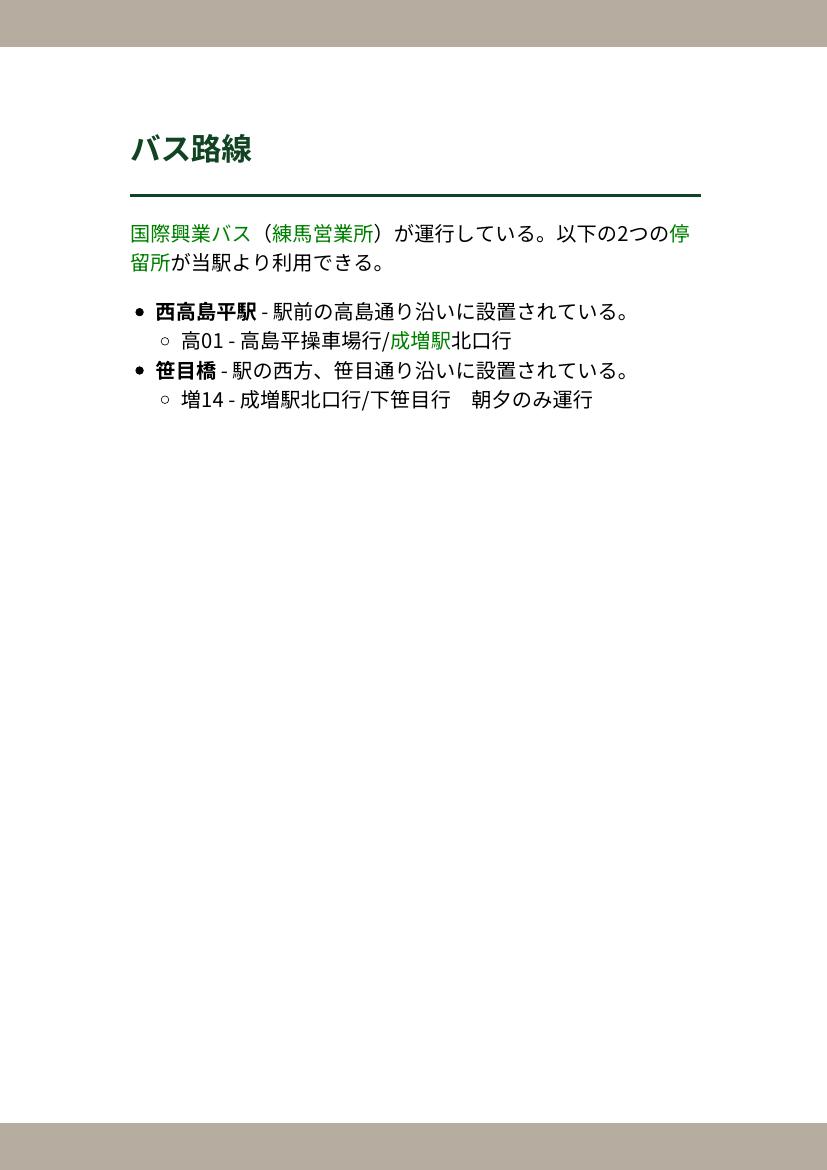 バス路線
国際興業バス（練馬営業所）が運行している。以下の2つの停
留所が当駅より利用できる。
西高島平駅 - 駅前の高島通り沿いに設置されている。
高01 - 高島平操車場行/成増駅北口行
笹目橋 - 駅の西方、笹目通り沿いに設置されている。
増14 - 成増駅北口行/下笹目行　朝夕のみ運行